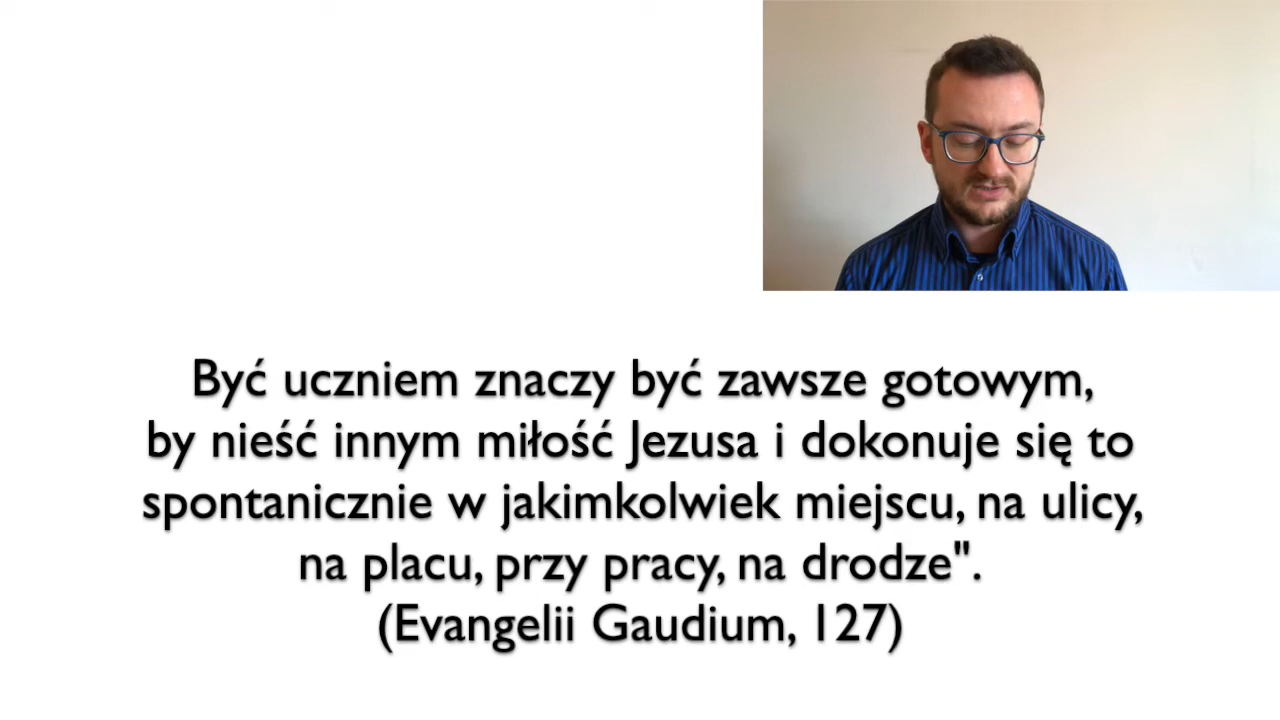 Być uczniem znaczy być zawsze gotowym,
by nieść innym miłość Jezusa i dokonuje się to
spontanicznie w jakimkolwiek miejscu, na ulicy,
na placu, przy pracy, na drodze".
(Evangelii Gaudium, 127)